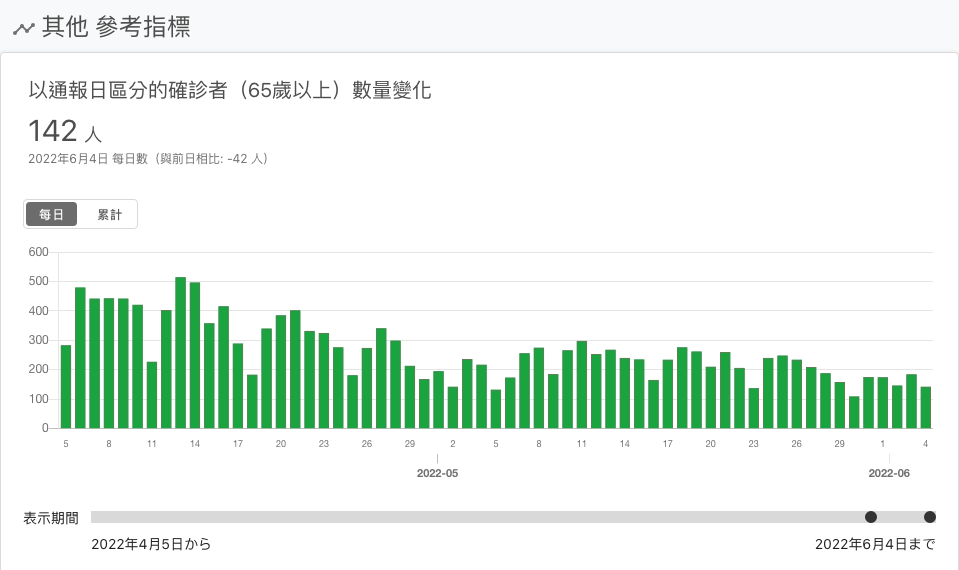 其他 參考指標
以通報日區分的確診者（65歲以上）數量變化
142 人
2022年6月4日 每日數（與前日相比: -42 人）
每日 累計
600
500
400
300
200
100
0
5 8 11 14 17 20 23 26 29 2 5 8 11 14 17 20 23 26 29 1 4
2022-05 2022-06
表示期間
2022年4月5日から 2022年6月4日まで